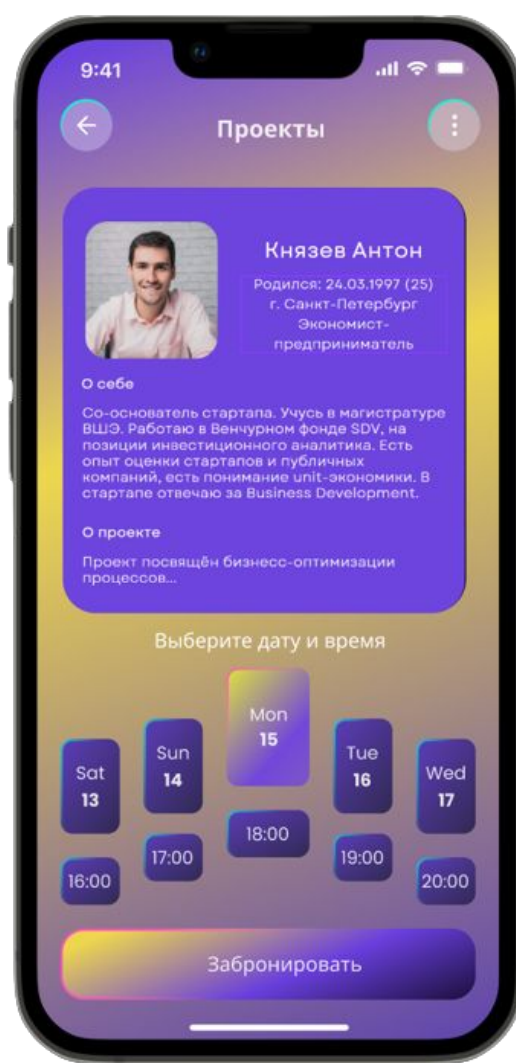 9:41
Проекты
Князев Антон
Родился: 24.03.1997 (25)
г. Санкт-Петербург
Экономист-
предприниматель
О себе
Со-основатель стартапа. Учусь в магистратуре
ВШЭ. Работаю в Венчурном фонде SDV, на
позиции инвестиционного аналитика. Есть
опыт оценки стартапов и публичных
компаний, есть понимание unit-экономики. В
стартапе отвечаю за Business Development.
О проекте
Проект посвящён бизнесс-оптимизации
процессов...
Выберите дату и время
Sat
13
Sun
14
Mon
15
Tue
16
Wed
17
16:00
17:00
18:00
19:00
20:00
Забронировать